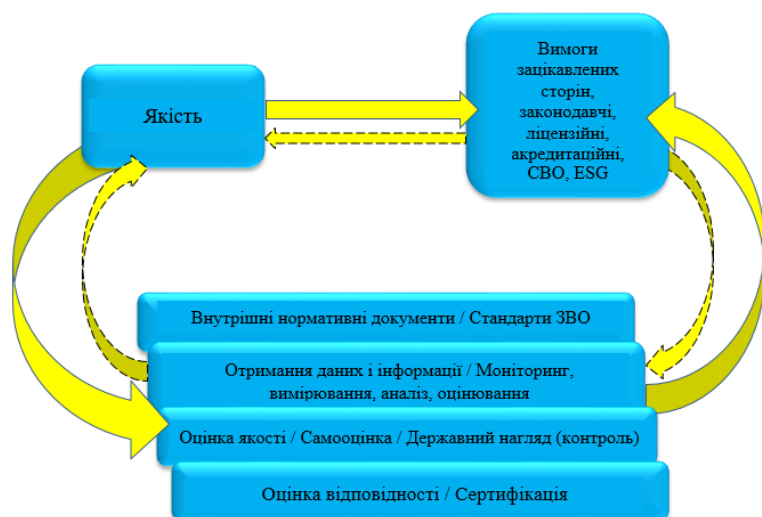 Якість
Вимоги
зацікавлених
сторін,
законодавчі,
ліцензійні,
акредитаційні,
СВО, ESG
Внутрішні нормативні документи / Стандарти ЗВО
Отримання даних і інформації / Моніторинг,
вимірювання, аналіз, оцінювання
Оцінка якості / Самооцінка / Державний нагляд (контроль)
Оцінка відповідності / Сертифікація